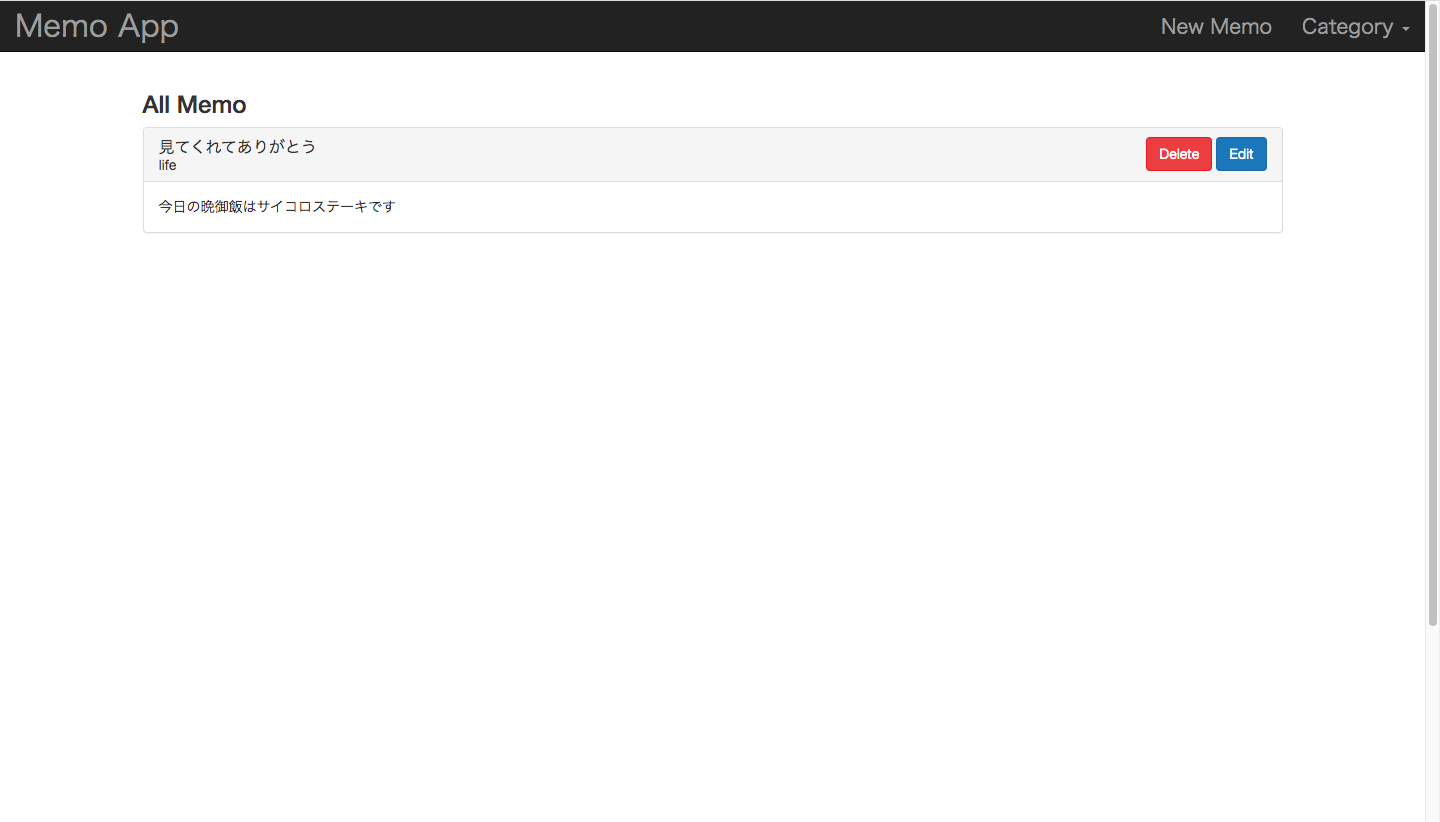 Memo App
New Memo
Category
All Memo
見てくれてありがとう
life
Delete
Edit
今日の晩御飯はサイコロステーキです